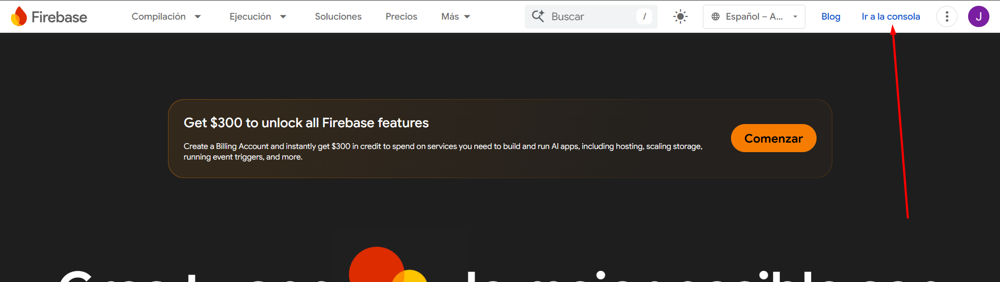 Firebase
Compilación
Ejecución
Soluciones
Precios
Más
Buscar
/
Español – A...
Blog
Ir a la consola
J
Get $300 to unlock all Firebase features
Create a Billing Account and instantly get $300 in credit to spend on services you need to build and run AI apps, including hosting, scaling storage,
running event triggers, and more.
Comenzar